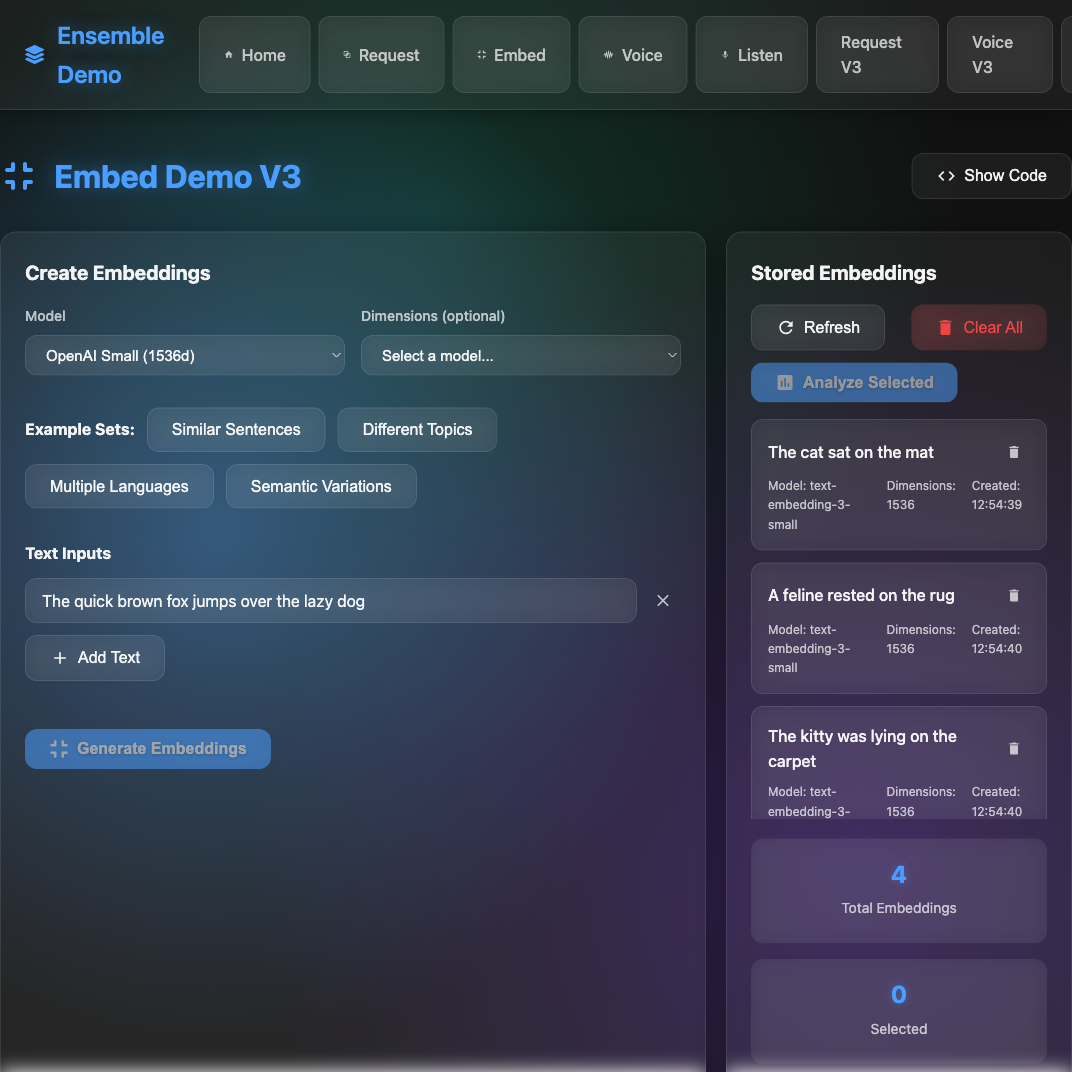 Ensemble
Demo
Home
Request
Embed
Voice
Listen
Request
V3
Voice
V3
Embed Demo V3
Show Code
Create Embeddings
Model
Dimensions (optional)
OpenAI Small (1536d)
Select a model...
Example Sets:
Similar Sentences
Different Topics
Multiple Languages
Semantic Variations
Text Inputs
The quick brown fox jumps over the lazy dog
Add Text
Generate Embeddings
Stored Embeddings
Refresh
Clear All
Analyze Selected
The cat sat on the mat
Model: text-
embedding-3-
small
Dimensions:
1536
Created:
12:54:39
A feline rested on the rug
Model: text-
embedding-3-
small
Dimensions:
1536
Created:
12:54:40
The kitty was lying on the
carpet
Model: text-
embedding-3-
Dimensions:
1536
Created:
12:54:40
4
Total Embeddings
0
Selected